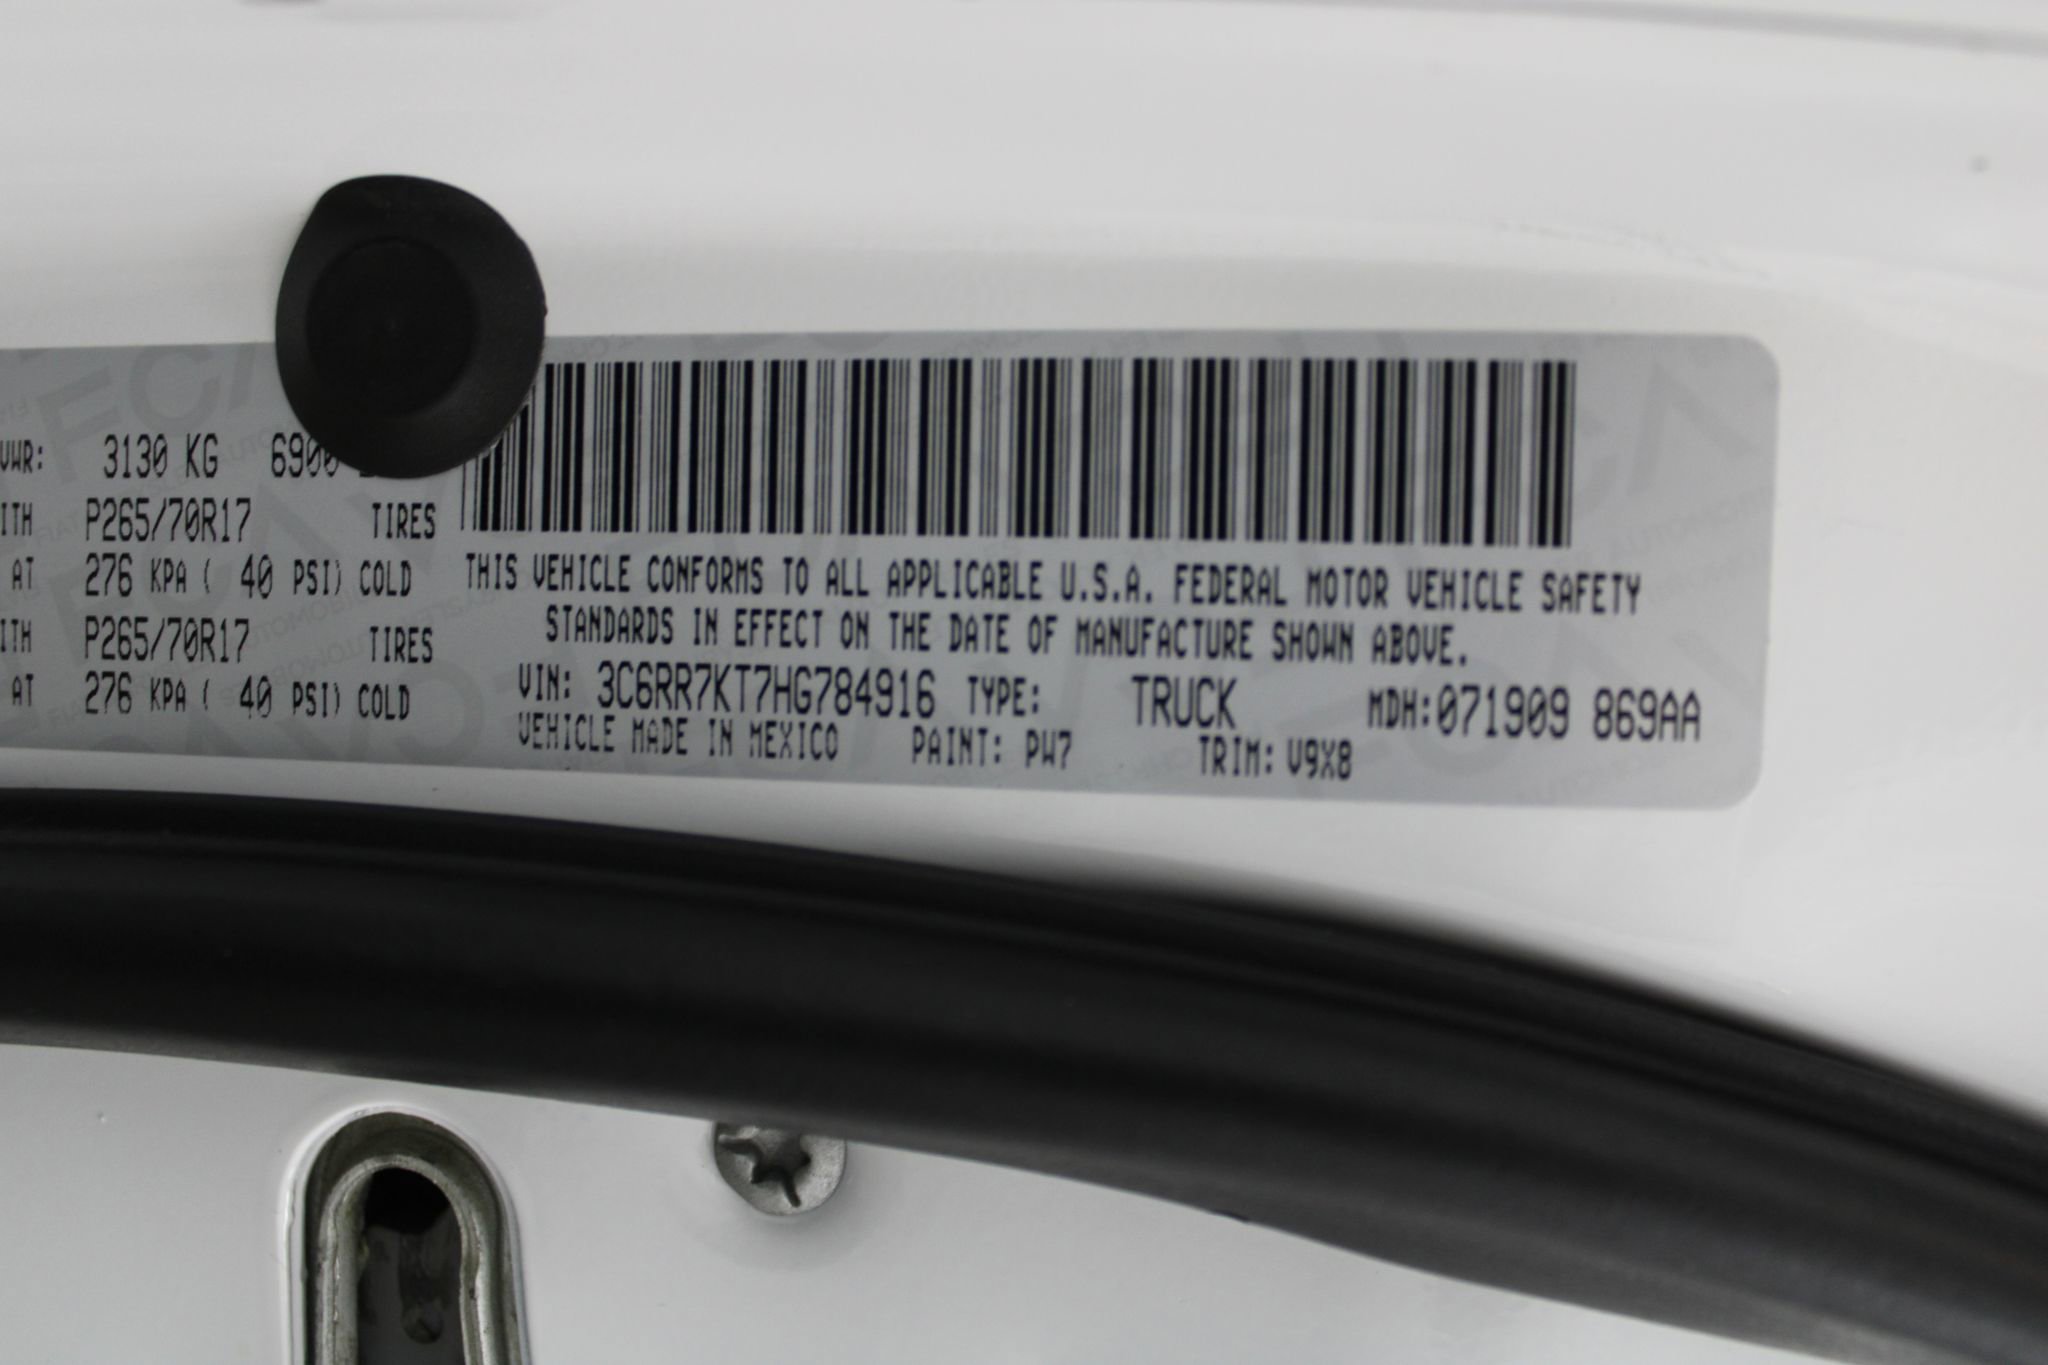 VWR: 3130 KG 6900
ITH P265/70R17 TIRES
AT 276 KPA ( 40 PSI) COLD
ITH P265/70R17 TIRES
AT 276 KPA ( 40 PSI) COLD
THIS VEHICLE CONFORMS TO ALL APPLICABLE U.S.A. FEDERAL MOTOR VEHICLE SAFETY
STANDARDS IN EFFECT ON THE DATE OF MANUFACTURE SHOWN ABOVE.
VIN: 3C6RR7KT7HG784916 TYPE: TRUCK MDH:071909 869AA
VEHICLE MADE IN MEXICO PAINT: PW7 TRIM: V9X8